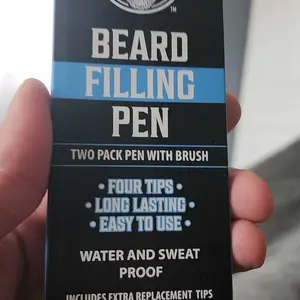 ™
BEARD
FILLING
PEN
TWO PACK PEN WITH BRUSH
• FOUR TIPS •
• LONG LASTING •
• EASY TO USE •
WATER AND SWEAT
PROOF
INCLUDES EXTRA REPLACEMENT TIPS